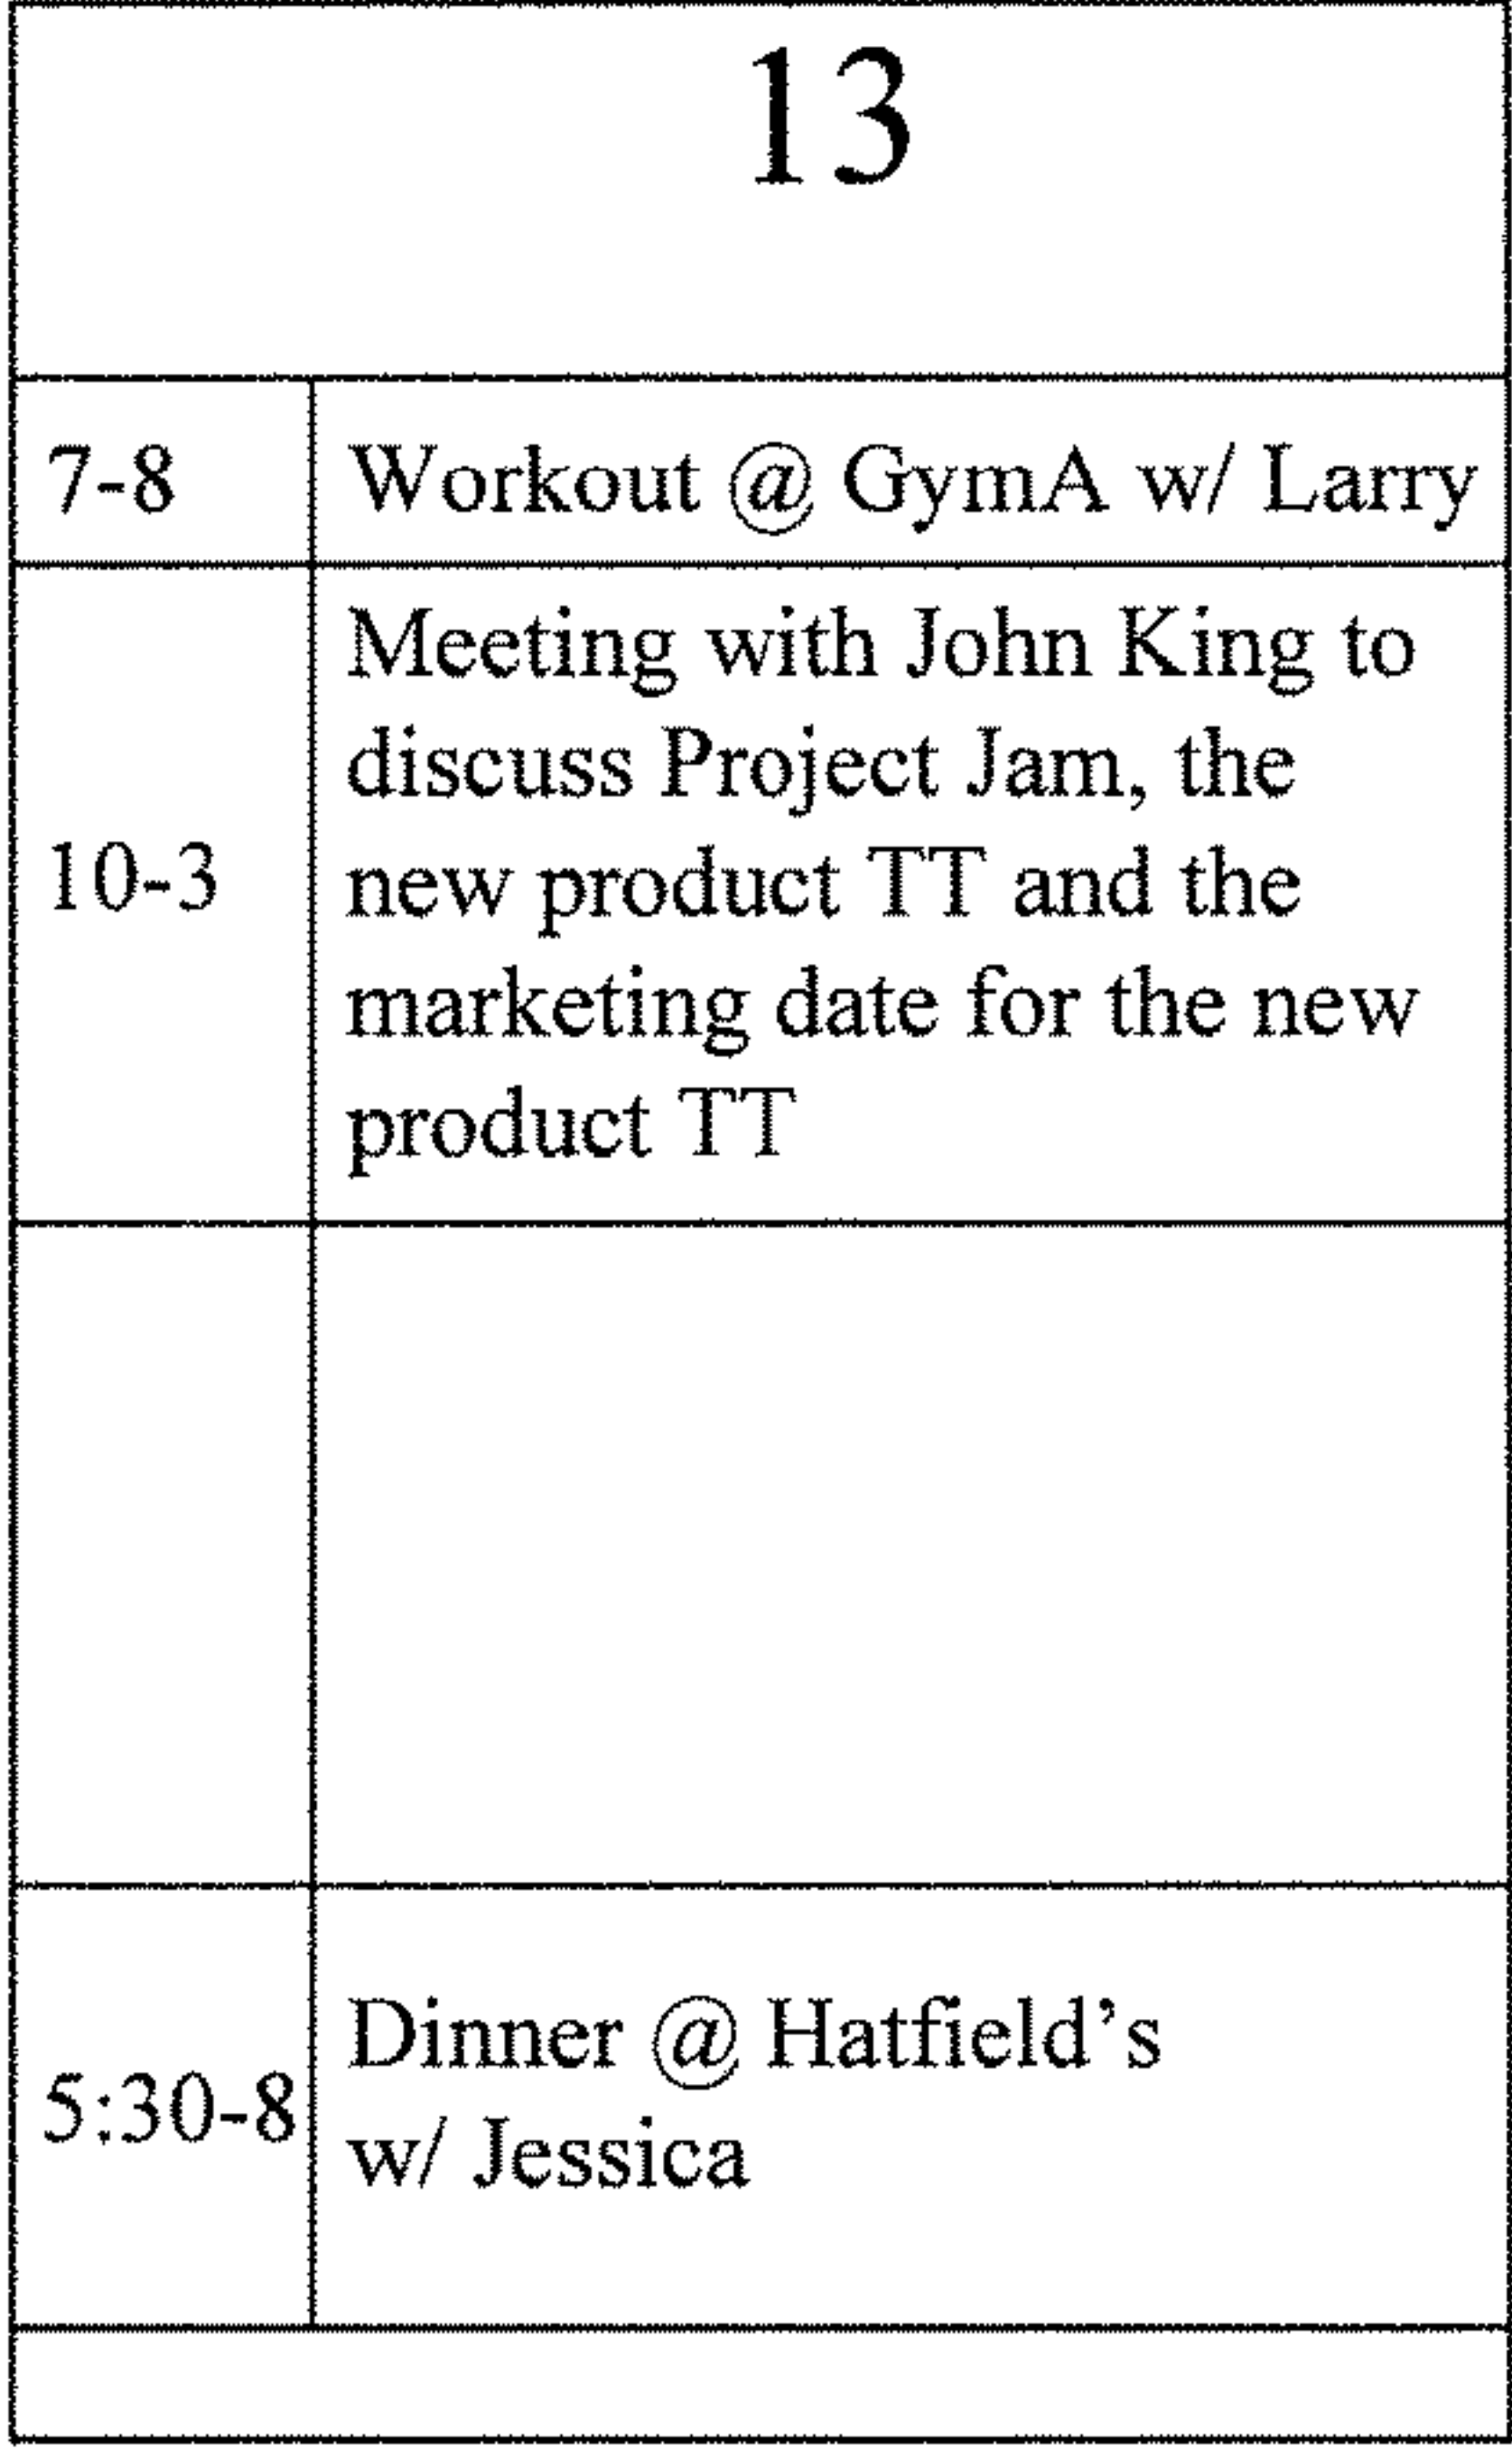 13
7-8
Workout @ GymA w/ Larry
10-3
Meeting with John King to
discuss Project Jam, the
new product TT and the
marketing date for the new
product TT
5:30-8
Dinner @ Hatfield’s
w/ Jessica